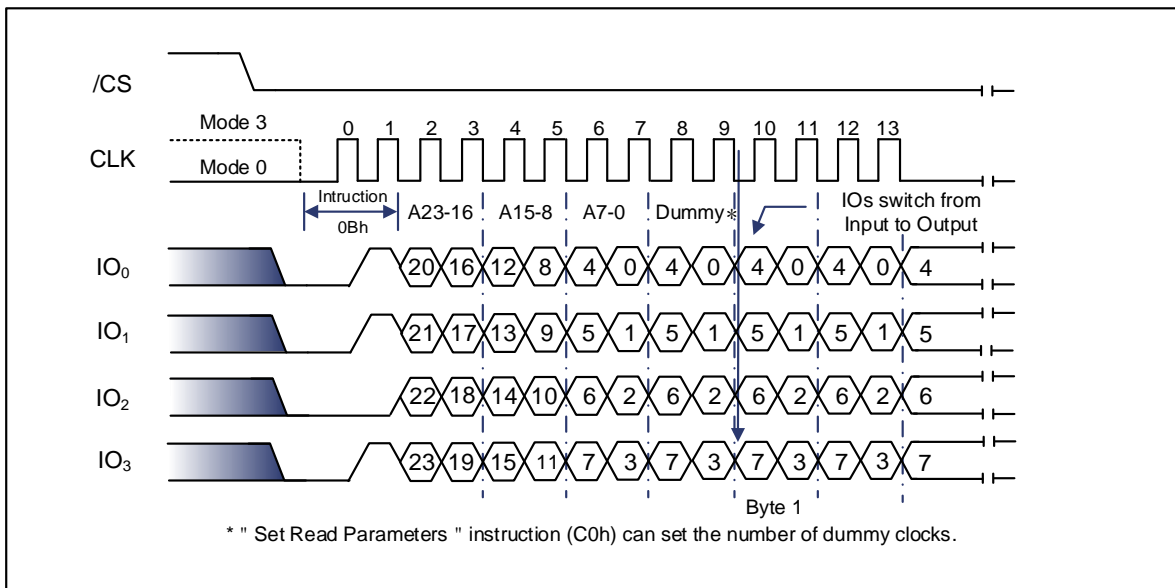 /CS
Mode 3
0 1 2 3 4 5 6 7 8 9 10 11 12 13
CLK
Mode 0
Intruction
0Bh
A23-16 A15-8 A7-0 Dummy*
IOs switch from
Input to Output
IO0 20 16 12 8 4 0 4 0 4 0 4 0 4
IO1 21 17 13 9 5 1 5 1 5 1 5 1 5
IO2 22 18 14 10 6 2 6 2 6 2 6 2 6
IO3 23 19 15 11 7 3 7 3 7 3 7 3 7
Byte 1
* " Set Read Parameters " instruction (C0h) can set the number of dummy clocks.